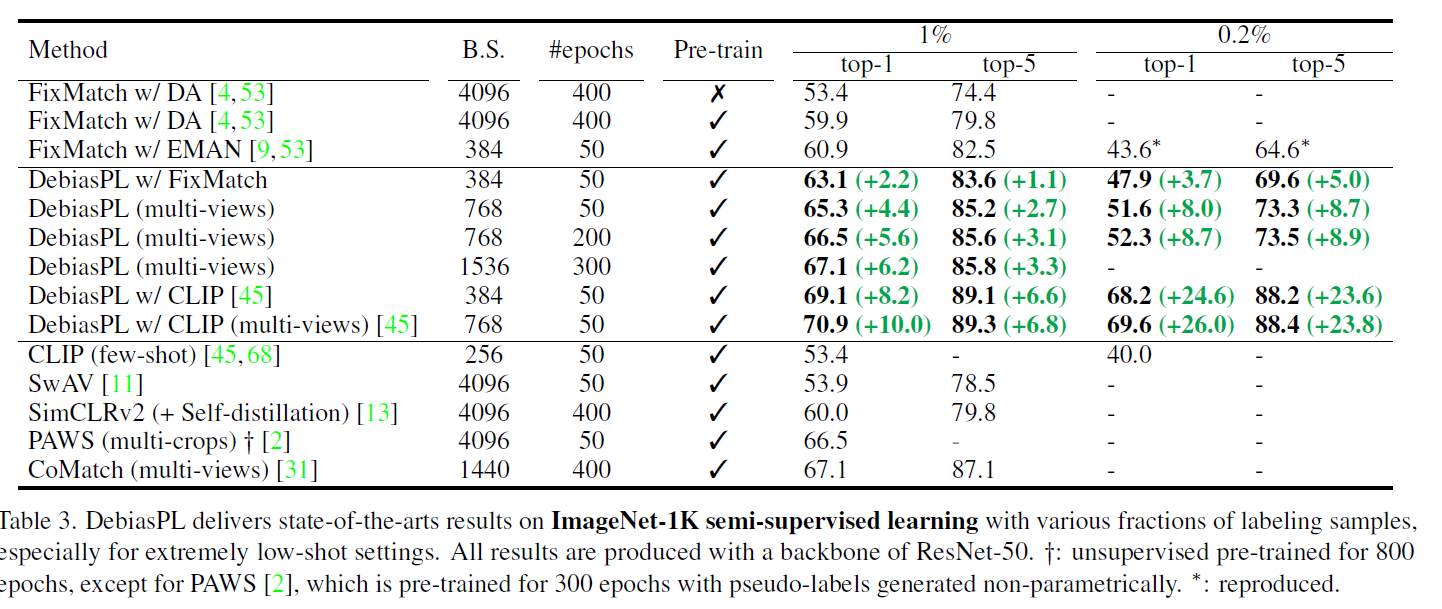 Method B.S. #epochs Pre-train 1% 0.2%
top-1 top-5 top-1 top-5
FixMatch w/ DA [4,53] 4096 400 ✗ 53.4 74.4 - -
FixMatch w/ DA [4,53] 4096 400 ✓ 59.9 79.8 - -
FixMatch w/ EMAN [9,53] 384 50 ✓ 60.9 82.5 43.6* 64.6*
DebiasPL w/ FixMatch 384 50 ✓ 63.1 (+2.2) 83.6 (+1.1) 47.9 (+3.7) 69.6 (+5.0)
DebiasPL (multi-views) 768 50 ✓ 65.3 (+4.4) 85.2 (+2.7) 51.6 (+8.0) 73.3 (+8.7)
DebiasPL (multi-views) 768 200 ✓ 66.5 (+5.6) 85.6 (+3.1) 52.3 (+8.7) 73.5 (+8.9)
DebiasPL (multi-views) 1536 300 ✓ 67.1 (+6.2) 85.8 (+3.3) - -
DebiasPL w/ CLIP [45] 384 50 ✓ 69.1 (+8.2) 89.1 (+6.6) 68.2 (+24.6) 88.2 (+23.6)
DebiasPL w/ CLIP (multi-views) [45] 768 50 ✓ 70.9 (+10.0) 89.3 (+6.8) 69.6 (+26.0) 88.4 (+23.8)
CLIP (few-shot) [45,68] 256 50 ✓ 53.4 - 40.0 -
SwAV [11] 4096 50 ✓ 53.9 78.5 - -
SimCLRv2 (+ Self-distillation) [13] 4096 400 ✓ 60.0 79.8 - -
PAWS (multi-crops) † [2] 4096 50 ✓ 66.5 - - -
CoMatch (multi-views) [31] 1440 400 ✓ 67.1 87.1 - -
Table 3. DebiasPL delivers state-of-the-arts results on ImageNet-1K semi-supervised learning with various fractions of labeling samples,
especially for extremely low-shot settings. All results are produced with a backbone of ResNet-50. †: unsupervised pre-trained for 800
epochs, except for PAWS [2], which is pre-trained for 300 epochs with pseudo-labels generated non-parametrically. *: reproduced.